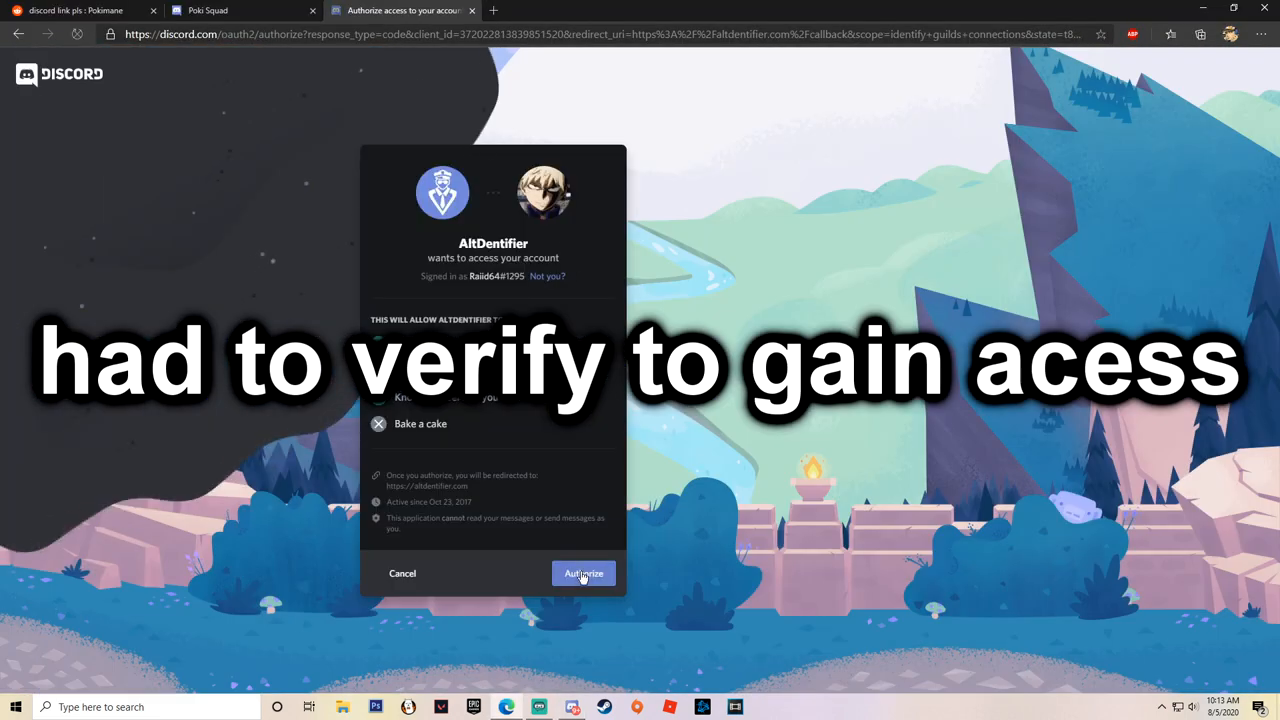 discord link pls : Pokimane
Poki Squad
Authorize access to your accoun
https://discord.com/oauth2/authorize?response_type=code&client_id=372022813839851520&redirect_uri=https%3A%2F%2Faltdentifier.com%2Fcallback&scope=identify+guilds+connections&state=t8...
ABP
DISCORD
AltDentifier
wants to access your account
Signed in as Raiid64#1295 Not you?
THIS WILL ALLOW ALTDENTIFIER TO
had to verify to gain acess
Bake a cake
Once you authorize, you will be redirected to:
https://altdentifier.com
Active since Oct 23, 2017
This application cannot read your messages or send messages as
you.
Cancel
Authorize
Type here to search
10:13 AM
8/5/2020